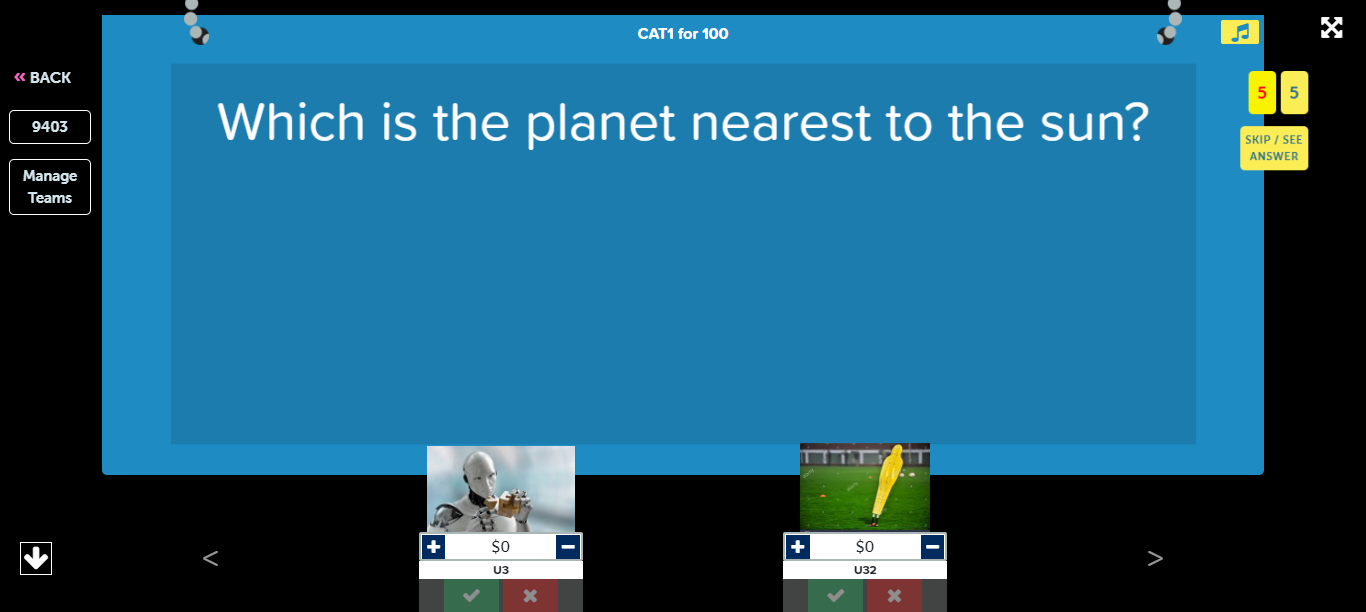 CAT1 for 100
« BACK
5 5
Which is the planet nearest to the sun?
9403
SKIP / SEE
ANSWER
Manage
Teams
< >
+ $0 − + $0 −
U3 U32